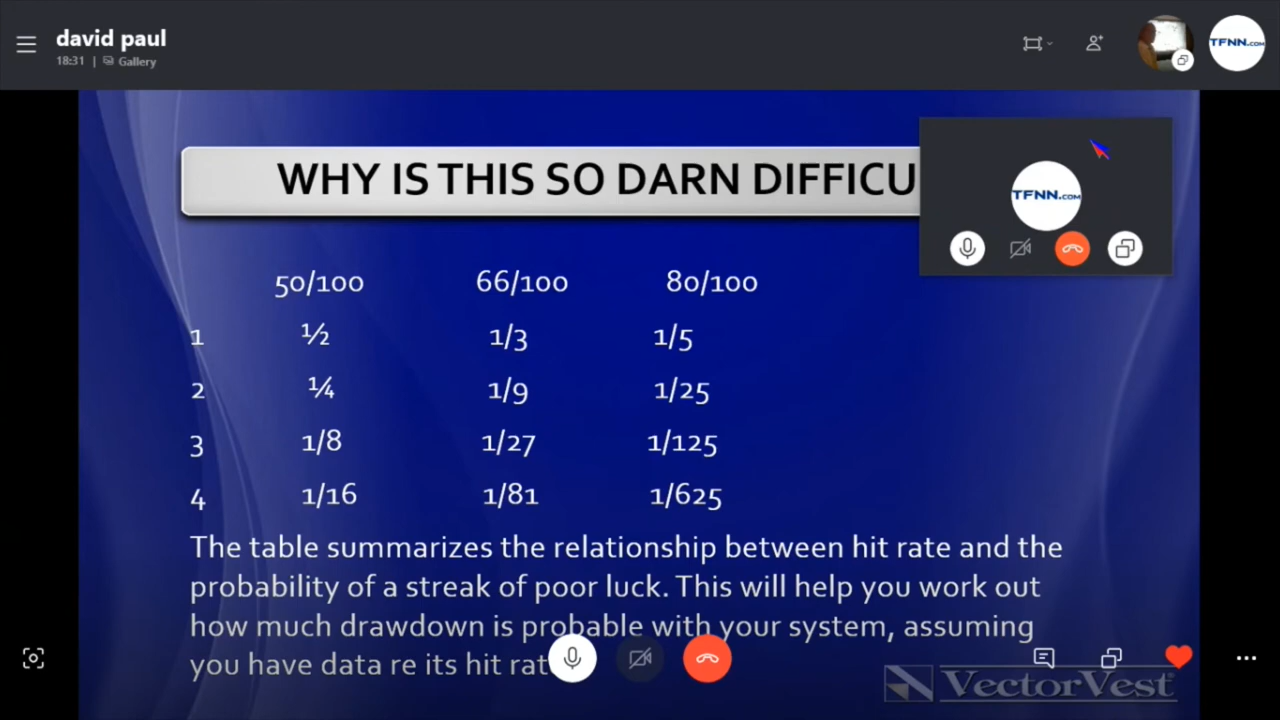 david paul
18:31 | Gallery
TFNN.COM
WHY IS THIS SO DARN DIFFICU
TFNN.COM
50/100 66/100 80/100
1 ½ 1/3 1/5
2 ¼ 1/9 1/25
3 1/8 1/27 1/125
4 1/16 1/81 1/625
The table summarizes the relationship between hit rate and the
probability of a streak of poor luck. This will help you work out
how much drawdown is probable with your system, assuming
you have data re its hit rat
VectorVest